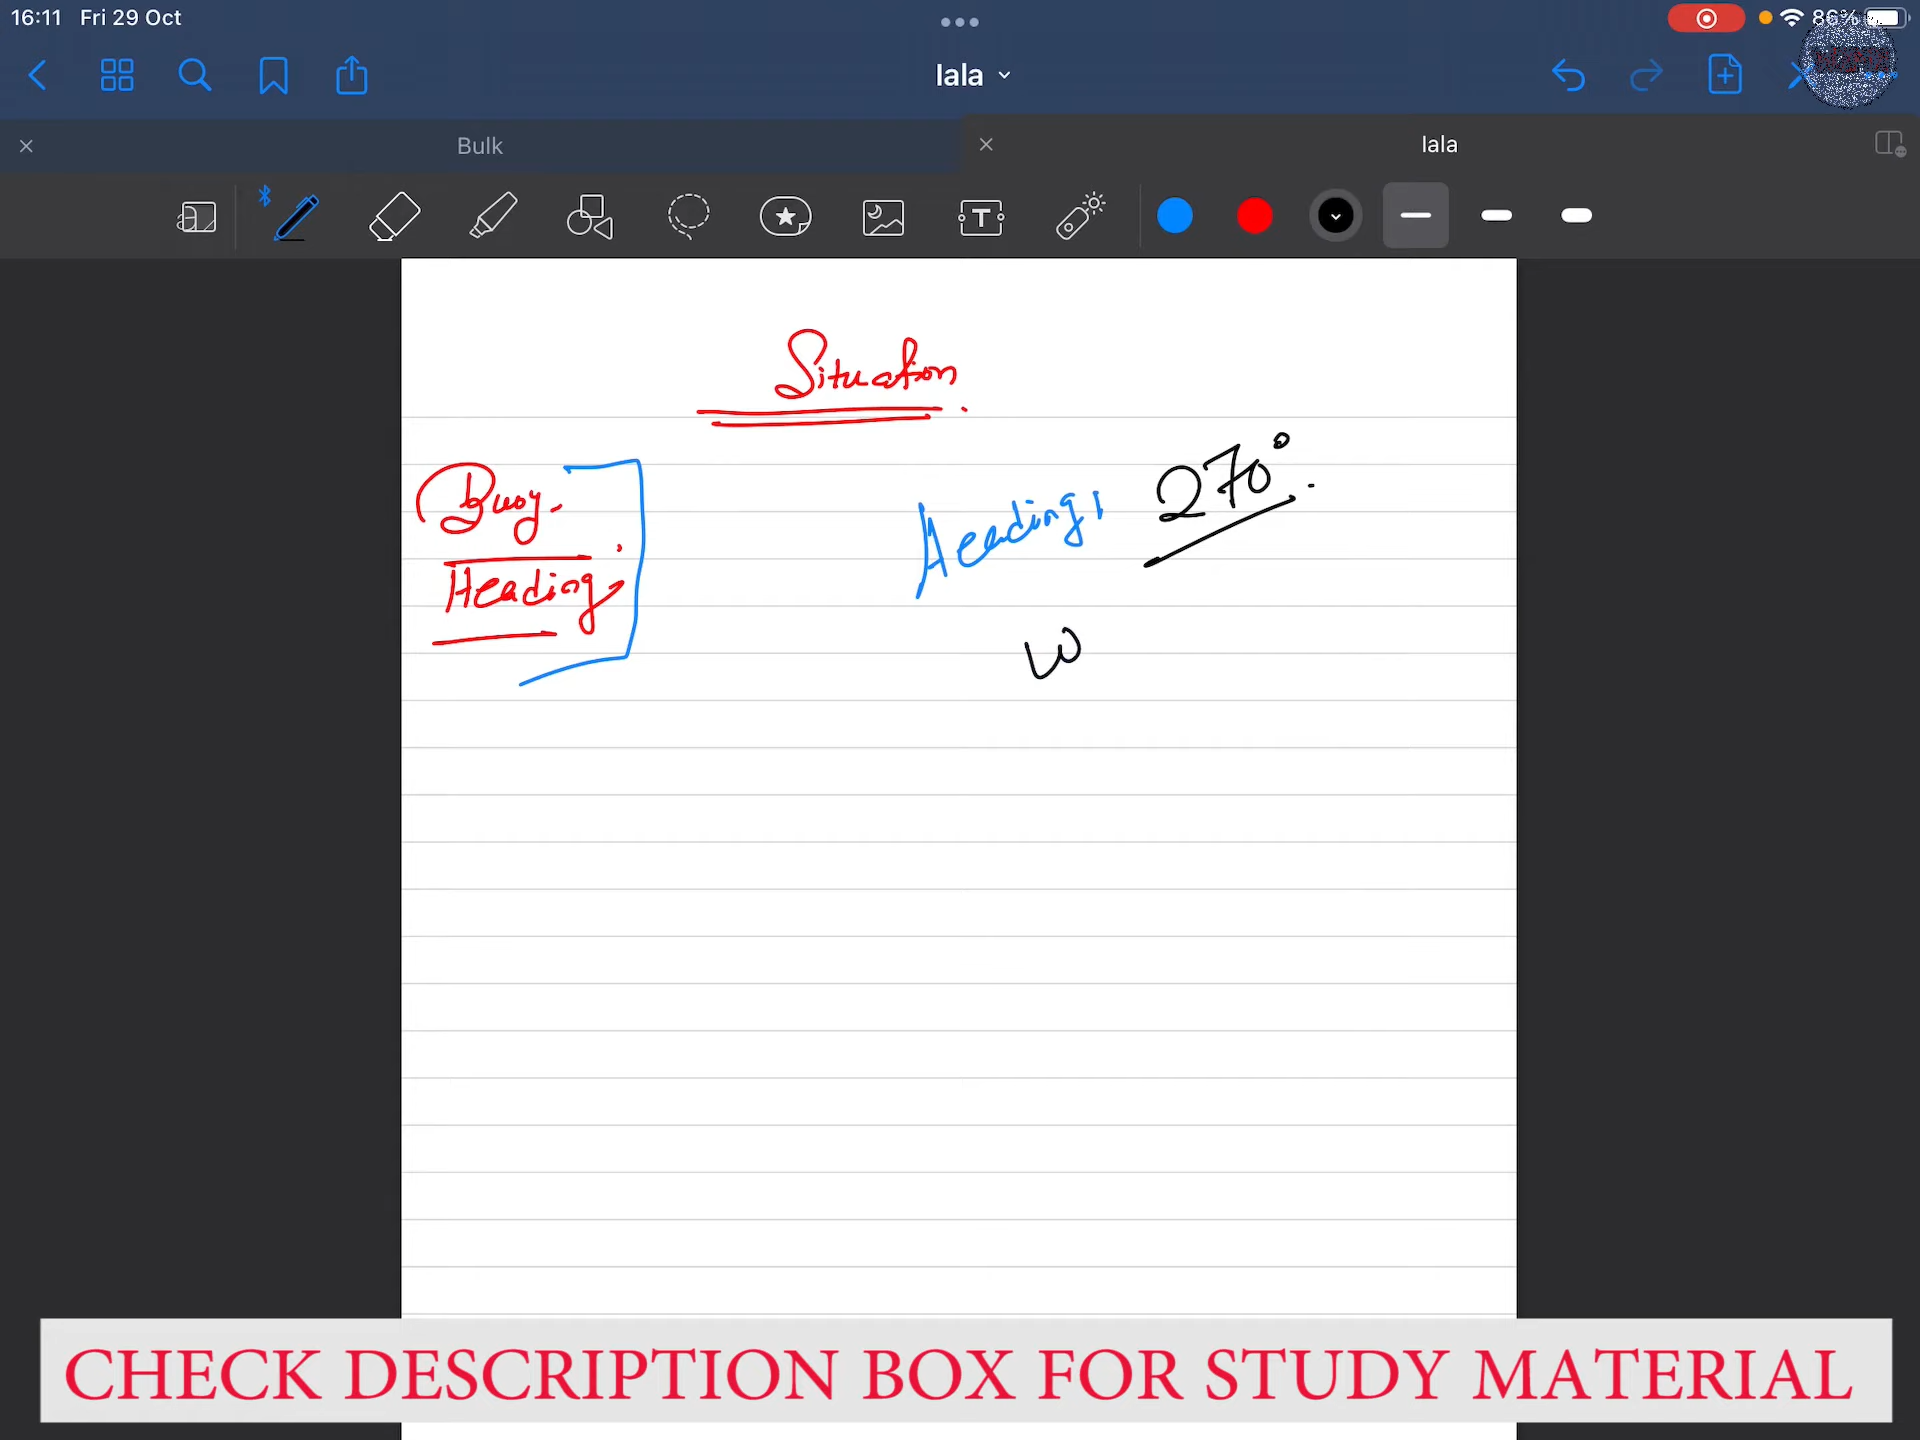 16:11 Fri 29 Oct
86%
lala
Bulk
lala
Situation
Buoy.
Heading
Heading, 270°.
W
CHECK DESCRIPTION BOX FOR STUDY MATERIAL